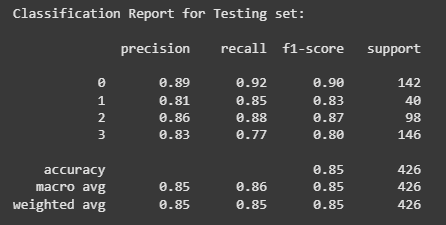 Classification Report for Testing set:
precision recall f1-score support
0 0.89 0.92 0.90 142
1 0.81 0.85 0.83 40
2 0.86 0.88 0.87 98
3 0.83 0.77 0.80 146
accuracy 0.85 426
macro avg 0.85 0.86 0.85 426
weighted avg 0.85 0.85 0.85 426